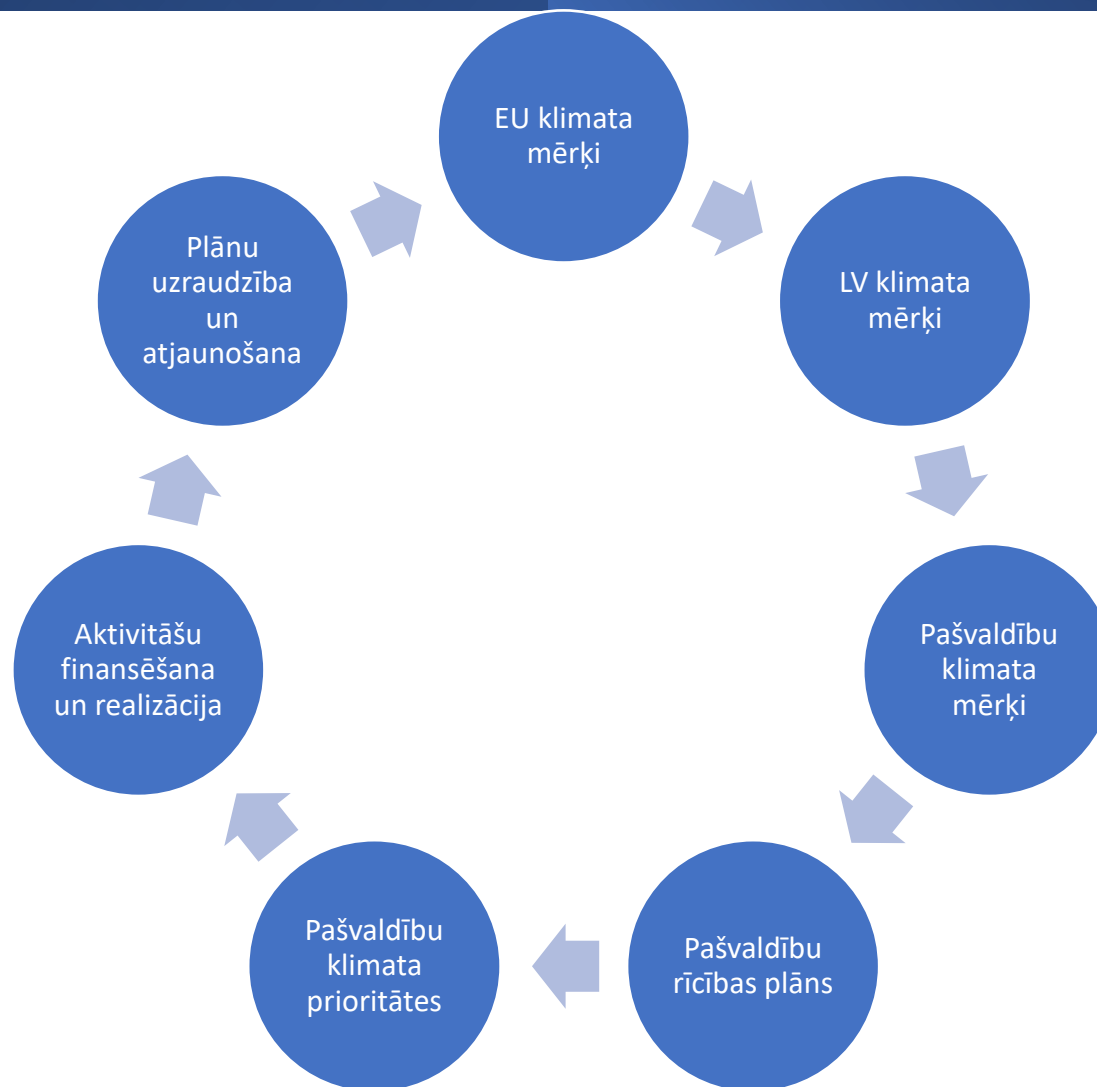 EU klimata
mērķi
LV klimata
mērķi
Pašvaldību
klimata
mērķi
Pašvaldību
rīcības plāns
Pašvaldību
klimata
prioritātes
Aktivitāšu
finansēšana
un realizācija
Plānu
uzraudzība
un
atjaunošana